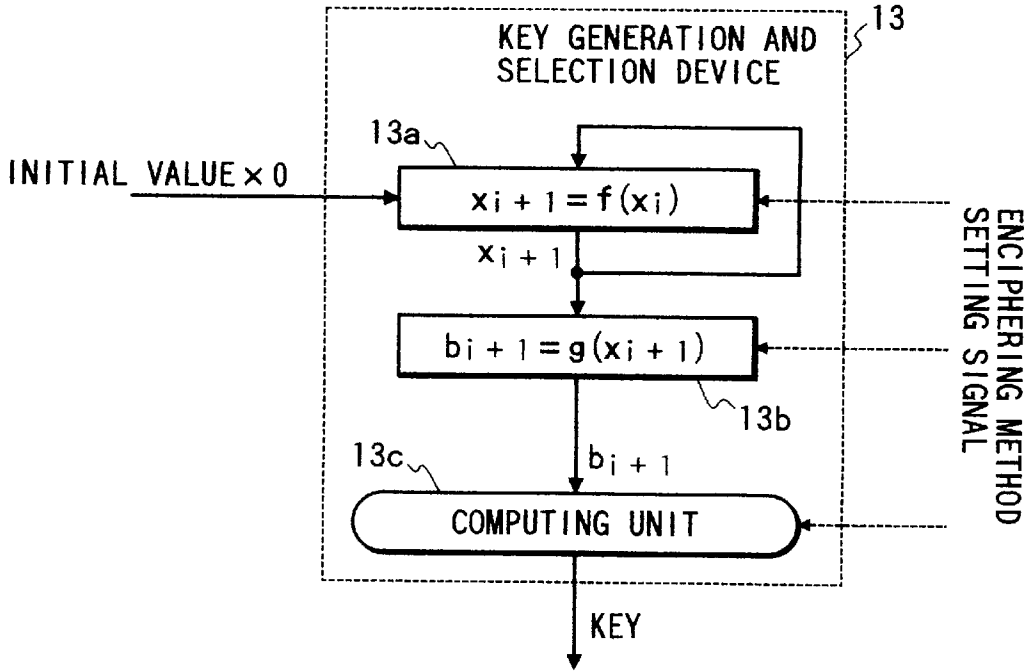 13
KEY GENERATION AND
SELECTION DEVICE
13a
INITIAL VALUE×0
xi + 1 = f(xi)
xi + 1
bi + 1 = g(xi + 1)
13b
13c
bi + 1
COMPUTING UNIT
KEY
ENCIPHERING METHOD
SETTING SIGNAL